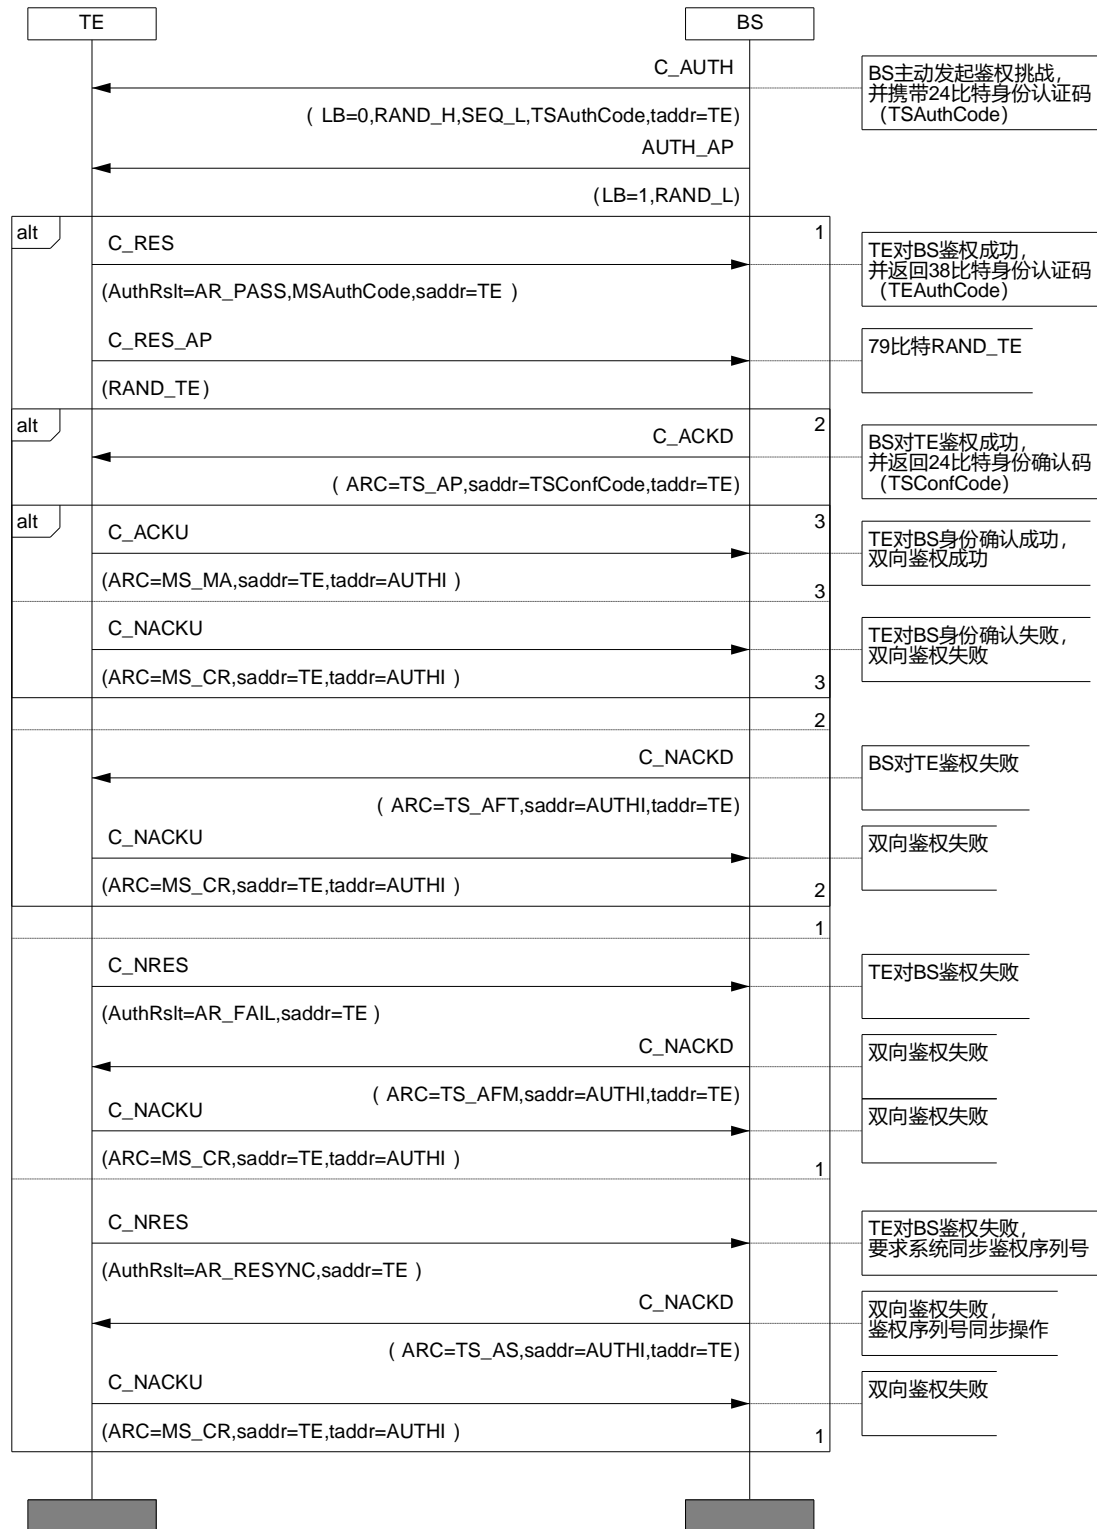 TE
BS
C_AUTH
( LB=0,RAND_H,SEQ_L,TSAuthCode,taddr=TE)
BS主动发起鉴权挑战，
并携带24比特身份认证码
（TSAuthCode）
AUTH_AP
(LB=1,RAND_L)
alt
1
C_RES
(AuthRslt=AR_PASS,MSAuthCode,saddr=TE )
TE对BS鉴权成功，
并返回38比特身份认证码
（TEAuthCode）
C_RES_AP
(RAND_TE)
79比特RAND_TE
alt
2
C_ACKD
( ARC=TS_AP,saddr=TSConfCode,taddr=TE)
BS对TE鉴权成功，
并返回24比特身份确认码
（TSConfCode）
alt
3
C_ACKU
(ARC=MS_MA,saddr=TE,taddr=AUTHI )
TE对BS身份确认成功，
双向鉴权成功
3
C_NACKU
(ARC=MS_CR,saddr=TE,taddr=AUTHI )
TE对BS身份确认失败，
双向鉴权失败
3
2
C_NACKD
( ARC=TS_AFT,saddr=AUTHI,taddr=TE)
BS对TE鉴权失败
C_NACKU
(ARC=MS_CR,saddr=TE,taddr=AUTHI )
双向鉴权失败
2
1
C_NRES
(AuthRslt=AR_FAIL,saddr=TE )
TE对BS鉴权失败
C_NACKD
( ARC=TS_AFM,saddr=AUTHI,taddr=TE)
双向鉴权失败
C_NACKU
(ARC=MS_CR,saddr=TE,taddr=AUTHI )
双向鉴权失败
1
C_NRES
(AuthRslt=AR_RESYNC,saddr=TE )
TE对BS鉴权失败，
要求系统同步鉴权序列号
C_NACKD
( ARC=TS_AS,saddr=AUTHI,taddr=TE)
双向鉴权失败，
鉴权序列号同步操作
C_NACKU
(ARC=MS_CR,saddr=TE,taddr=AUTHI )
双向鉴权失败
1